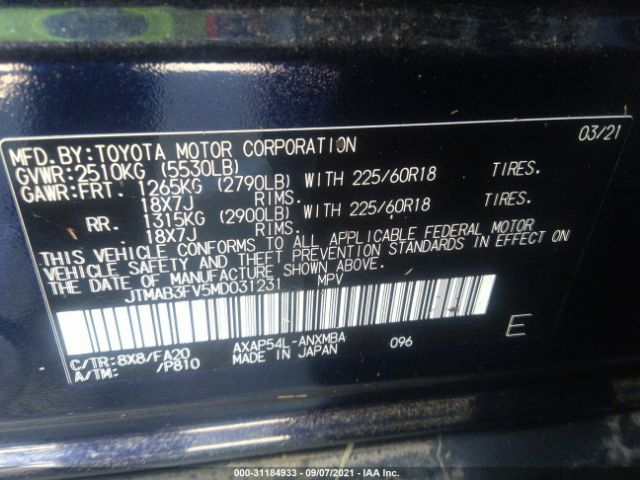 MFD.BY:TOYOTA MOTOR CORPORATION 03/21
GVWR:2510KG (5530LB)
GAWR:FRT. 1265KG (2790LB) WITH 225/60R18 TIRES.
18X7J RIMS.
RR. 1315KG (2900LB) WITH 225/60R18 TIRES.
18X7J RIMS.
THIS VEHICLE CONFORMS TO ALL APPLICABLE FEDERAL MOTOR
VEHICLE SAFETY AND THEFT PREVENTION STANDARDS IN EFFECT ON
THE DATE OF MANUFACTURE SHOWN ABOVE.
JTMAB3FV5MD031231 MPV
E
C/TR:8X8/FA20 AXAP54L-ANXMBA 096
A/TM: /P810 MADE IN JAPAN
000-31184933 - 09/07/2021 - IAA Inc.